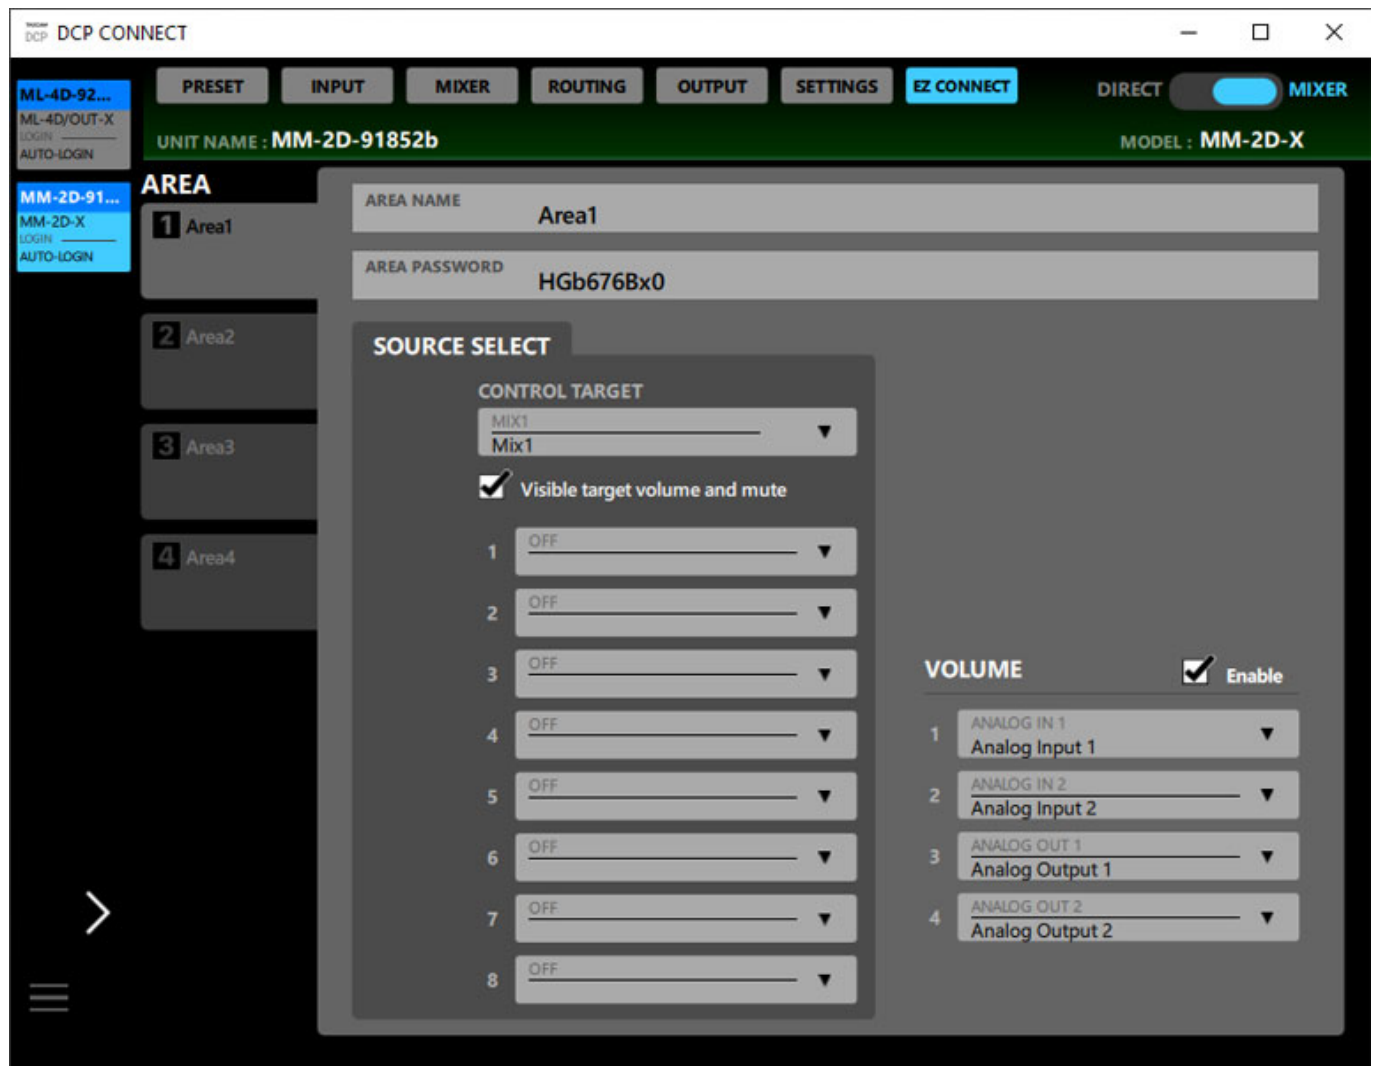 TASCAM
DCP DCP CONNECT
PRESET INPUT MIXER ROUTING OUTPUT SETTINGS EZ CONNECT DIRECT MIXER
UNIT NAME : MM-2D-91852b MODEL : MM-2D-X
ML-4D-92...
ML-4D/OUT-X
LOGIN
AUTO-LOGIN
MM-2D-91...
MM-2D-X
LOGIN
AUTO-LOGIN
AREA
1 Area1
2 Area2
3 Area3
4 Area4
AREA NAME
Area1
AREA PASSWORD
HGb676Bx0
SOURCE SELECT
CONTROL TARGET
MIX1
Mix1
Visible target volume and mute
1 OFF
2 OFF
3 OFF
4 OFF
5 OFF
6 OFF
7 OFF
8 OFF
VOLUME Enable
1 ANALOG IN 1
Analog Input 1
2 ANALOG IN 2
Analog Input 2
3 ANALOG OUT 1
Analog Output 1
4 ANALOG OUT 2
Analog Output 2